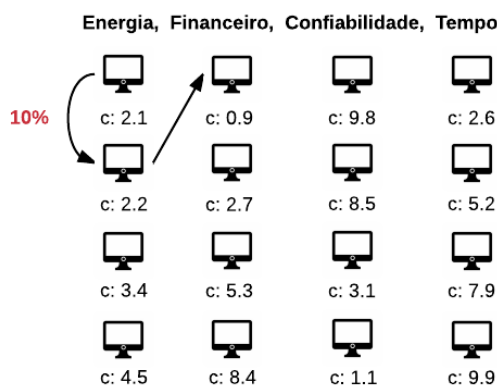 Energia, Financeiro, Confiabilidade, Tempo
10%
c: 2.1 c: 0.9 c: 9.8 c: 2.6
c: 2.2 c: 2.7 c: 8.5 c: 5.2
c: 3.4 c: 5.3 c: 3.1 c: 7.9
c: 4.5 c: 8.4 c: 1.1 c: 9.9